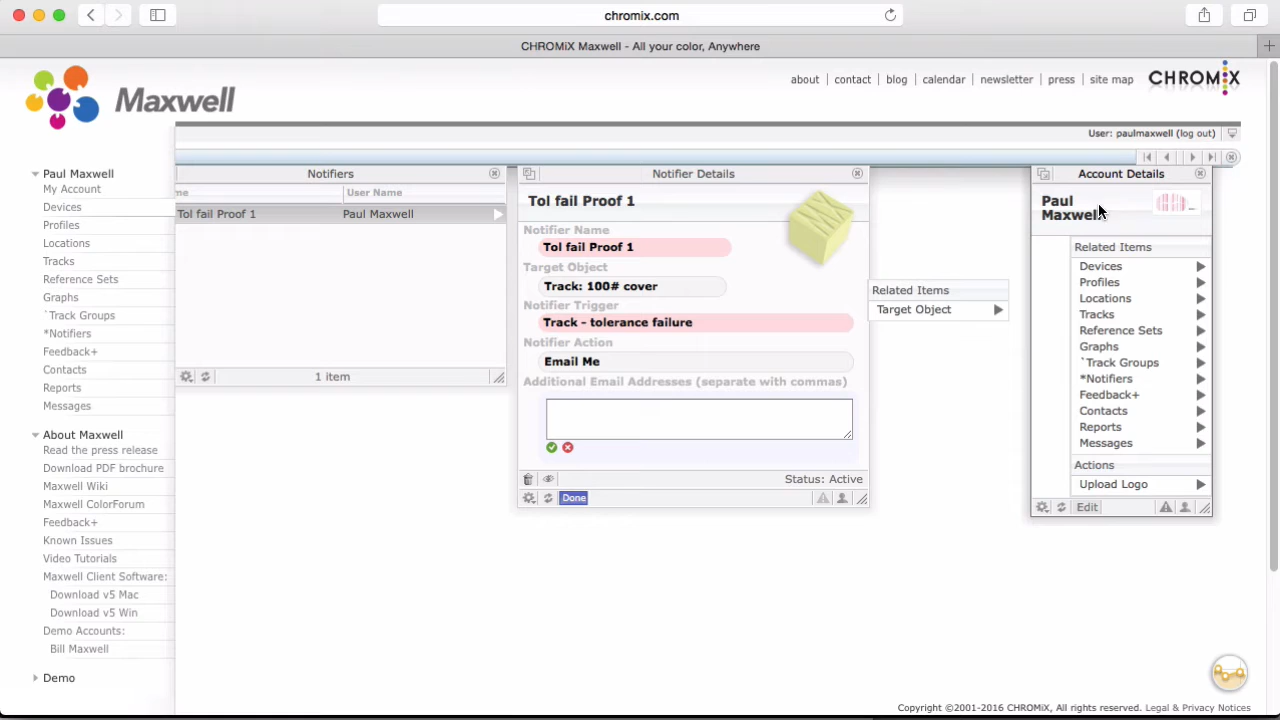 chromix.com
CHROMiX Maxwell - All your color, Anywhere
about contact blog calendar newsletter press site map CHROMiX
Maxwell
User: paulmaxwell (log out)
Paul Maxwell
My Account
Devices
Profiles
Locations
Tracks
Reference Sets
Graphs
`Track Groups
*Notifiers
Feedback+
Contacts
Reports
Messages
About Maxwell
Read the press release
Download PDF brochure
Maxwell Wiki
Maxwell ColorForum
Feedback+
Known Issues
Video Tutorials
Maxwell Client Software:
Download v5 Mac
Download v5 Win
Demo Accounts:
Bill Maxwell
Demo
Notifiers
me User Name
Tol fail Proof 1 Paul Maxwell
1 item
Notifier Details
Tol fail Proof 1
Notifier Name
Tol fail Proof 1
Target Object
Track: 100# cover
Notifier Trigger
Track - tolerance failure
Notifier Action
Email Me
Additional Email Addresses (separate with commas)
Status: Active
Done
Related Items
Target Object
Account Details
Paul
Maxwell
Related Items
Devices
Profiles
Locations
Tracks
Reference Sets
Graphs
`Track Groups
*Notifiers
Feedback+
Contacts
Reports
Messages
Actions
Upload Logo
Edit
Copyright ©2001-2016 CHROMiX, All rights reserved. Legal & Privacy Notices